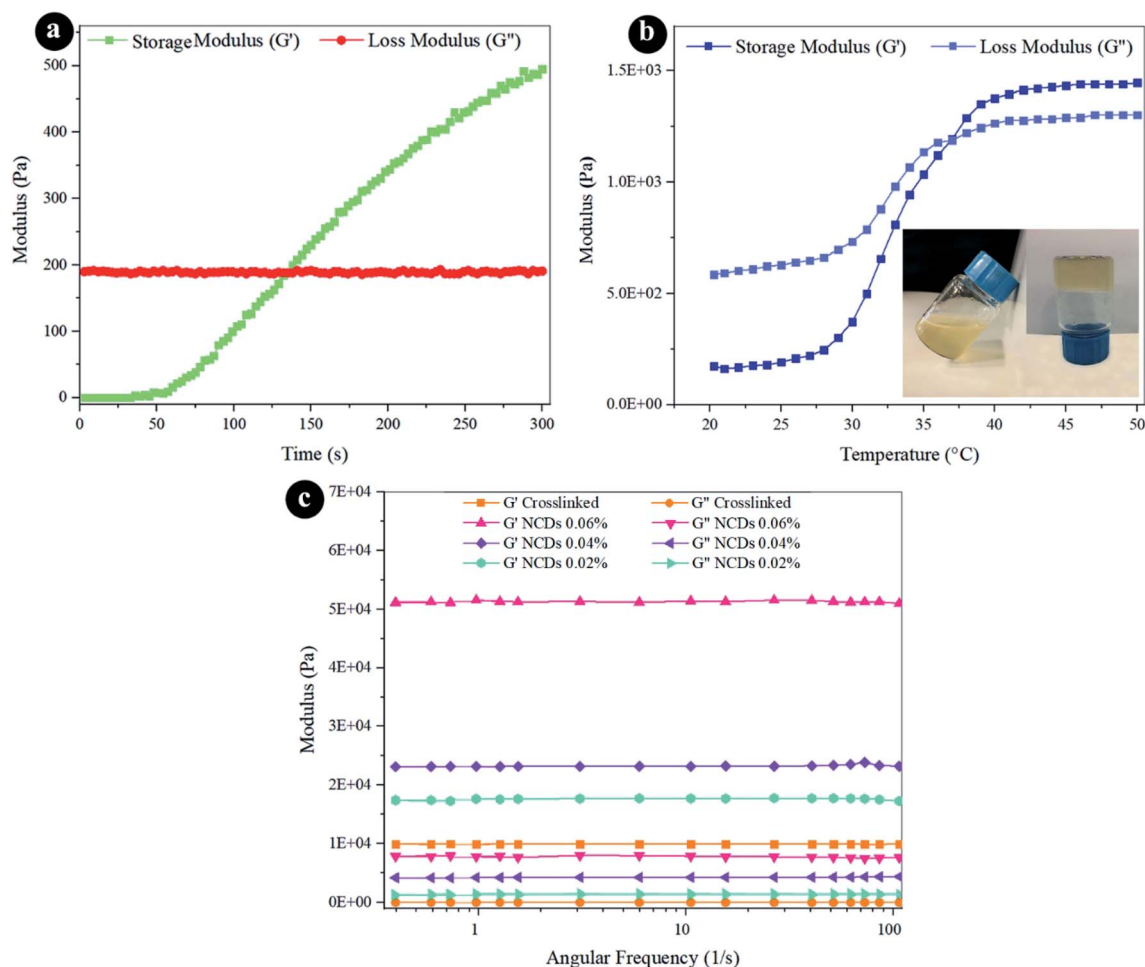 a
Storage Modulus (G')
Loss Modulus (G")
500
400
300
200
100
0
Modulus (Pa)
0
50
100
150
200
250
300
Time (s)
b
Storage Modulus (G')
Loss Modulus (G")
1.5E+03
1.0E+03
5.0E+02
0.0E+00
Modulus (Pa)
20
25
30
35
40
45
50
Temperature (°C)
c
G' Crosslinked
G" Crosslinked
G' NCDs 0.06%
G" NCDs 0.06%
G' NCDs 0.04%
G" NCDs 0.04%
G' NCDs 0.02%
G" NCDs 0.02%
7E+04
6E+04
5E+04
4E+04
3E+04
2E+04
1E+04
0E+00
Modulus (Pa)
1
10
100
Angular Frequency (1/s)